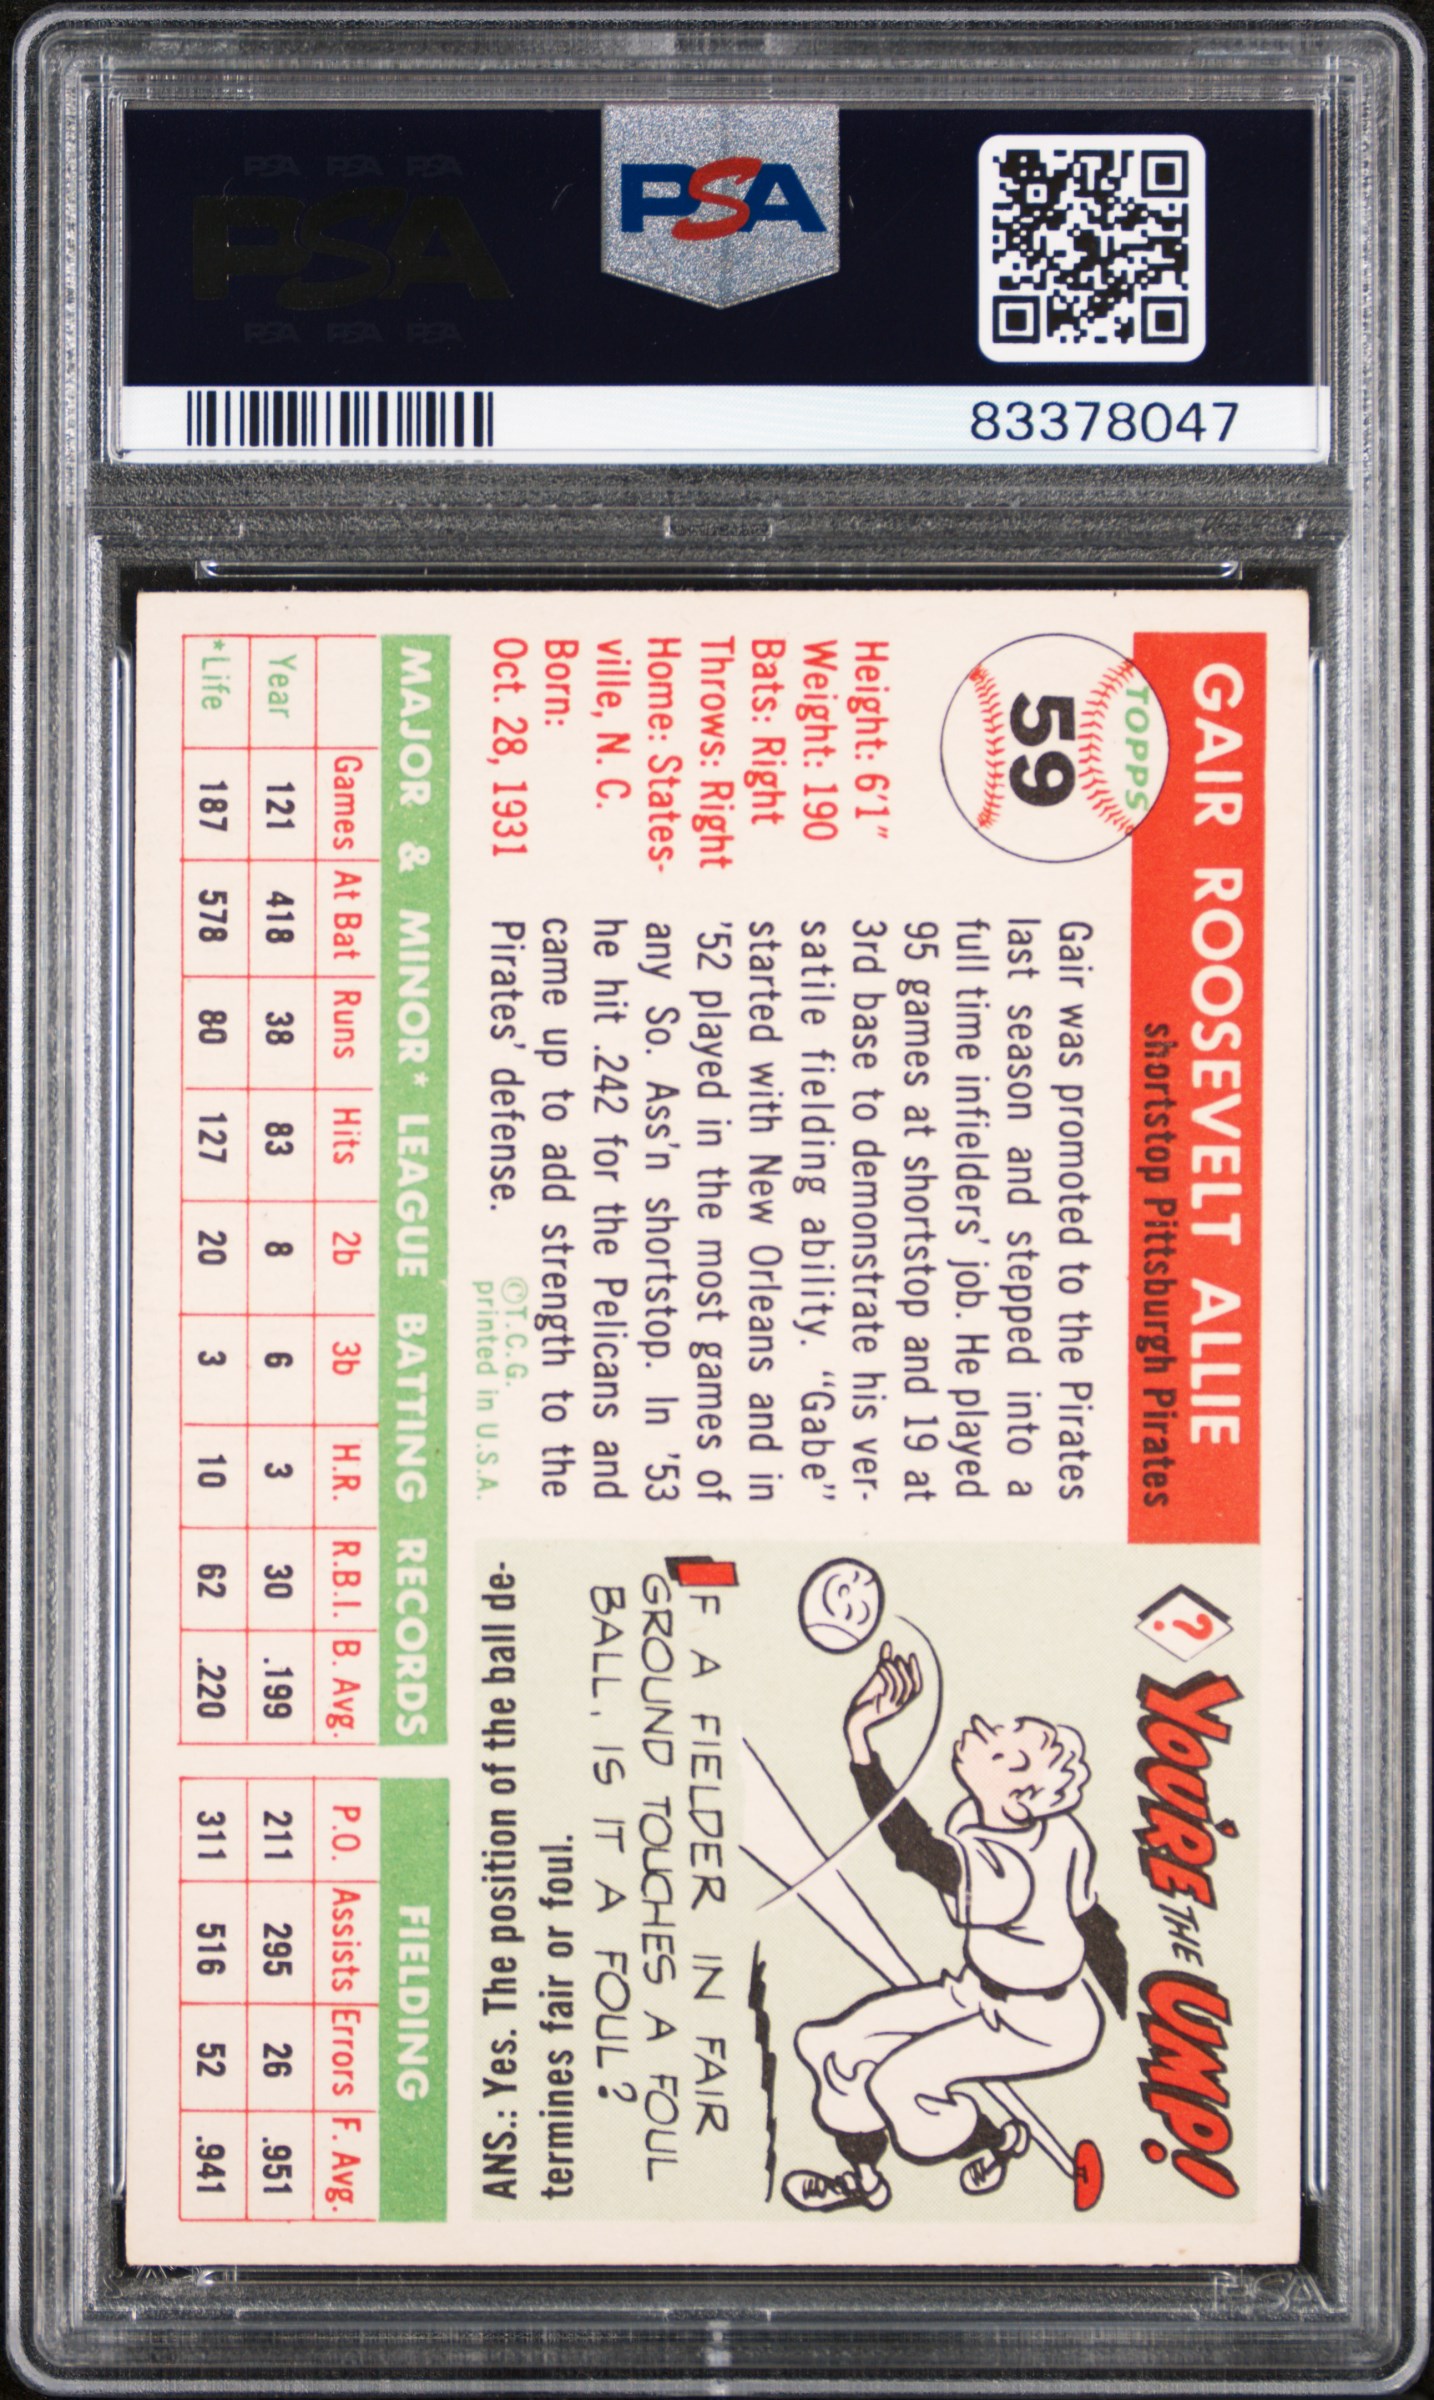 PSA PSA PSA
PSA
PSA PSA PSA
PSA
83378047
GAIR ROOSEVELT ALLIE
shortstop Pittsburgh Pirates
TOPPS
59
Height: 6'1"
Weight: 190
Bats: Right
Throws: Right
Home: States-
ville, N. C.
Born:
Oct. 28, 1931
Gair was promoted to the Pirates
last season and stepped into a
full time infielders' job. He played
95 games at shortstop and 19 at
3rd base to demonstrate his ver-
satile fielding ability. "Gabe"
started with New Orleans and in
'52 played in the most games of
any So. Ass'n shortstop. In '53
he hit .242 for the Pelicans and
came up to add strength to the
Pirates' defense.
©T.C.G.
printed in U.S.A.
? YOU'RE THE UMP!
IF A FIELDER IN FAIR
GROUND TOUCHES A FOUL
BALL, IS IT A FOUL?
ANS.: Yes. The position of the ball de-
termines fair or foul.
MAJOR & MINOR* LEAGUE BATTING RECORDS FIELDING
Games At Bat Runs Hits 2b 3b H.R. R.B.I. B. Avg. P.O. Assists Errors F. Avg.
Year 121 418 38 83 8 6 3 30 .199 211 295 26 .951
*Life 187 578 80 127 20 3 10 62 .220 311 516 52 .941
PSA